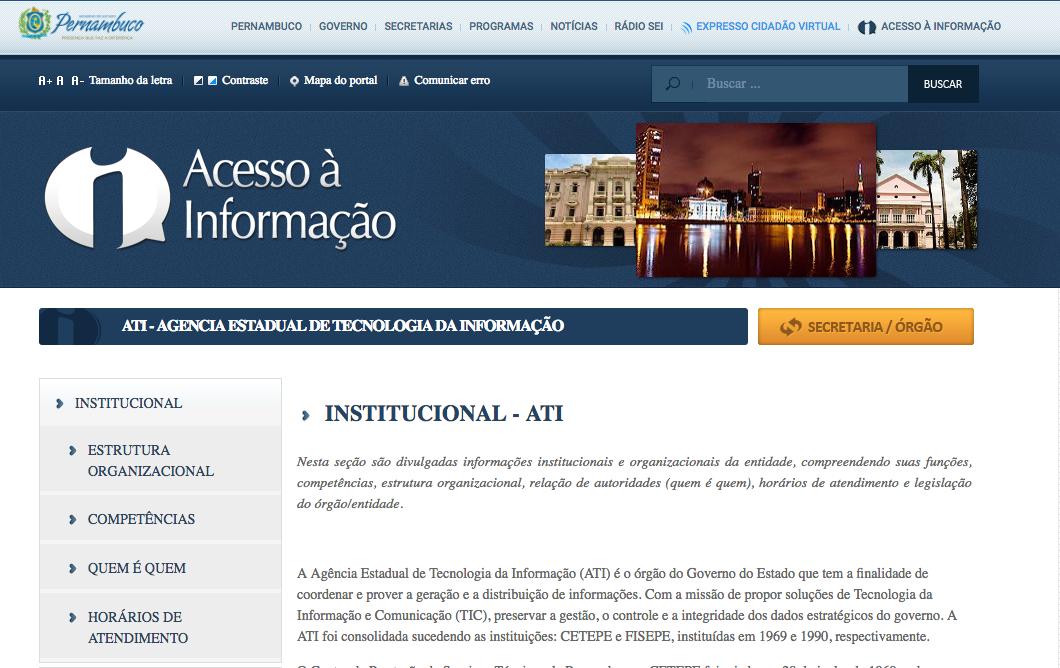 Pernambuco
PERNAMBUCO GOVERNO SECRETARIAS PROGRAMAS NOTÍCIAS RÁDIO SEI EXPRESSO CIDADÃO VIRTUAL ACESSO À INFORMAÇÃO
A+ A A- Tamanho da letra Contraste Mapa do portal Comunicar erro
Buscar ... BUSCAR
Acesso à
Informação
ATI - AGENCIA ESTADUAL DE TECNOLOGIA DA INFORMAÇÃO
SECRETARIA / ÓRGÃO
INSTITUCIONAL
ESTRUTURA
ORGANIZACIONAL
COMPETÊNCIAS
QUEM É QUEM
HORÁRIOS DE
ATENDIMENTO
INSTITUCIONAL - ATI
Nesta seção são divulgadas informações institucionais e organizacionais da entidade, compreendendo suas funções,
competências, estrutura organizacional, relação de autoridades (quem é quem), horários de atendimento e legislação
do órgão/entidade.
A Agência Estadual de Tecnologia da Informação (ATI) é o órgão do Governo do Estado que tem a finalidade de
coordenar e prover a geração e a distribuição de informações. Com a missão de propor soluções de Tecnologia da
Informação e Comunicação (TIC), preservar a gestão, o controle e a integridade dos dados estratégicos do governo. A
ATI foi consolidada sucedendo as instituições: CETEPE e FISEPE, instituídas em 1969 e 1990, respectivamente.